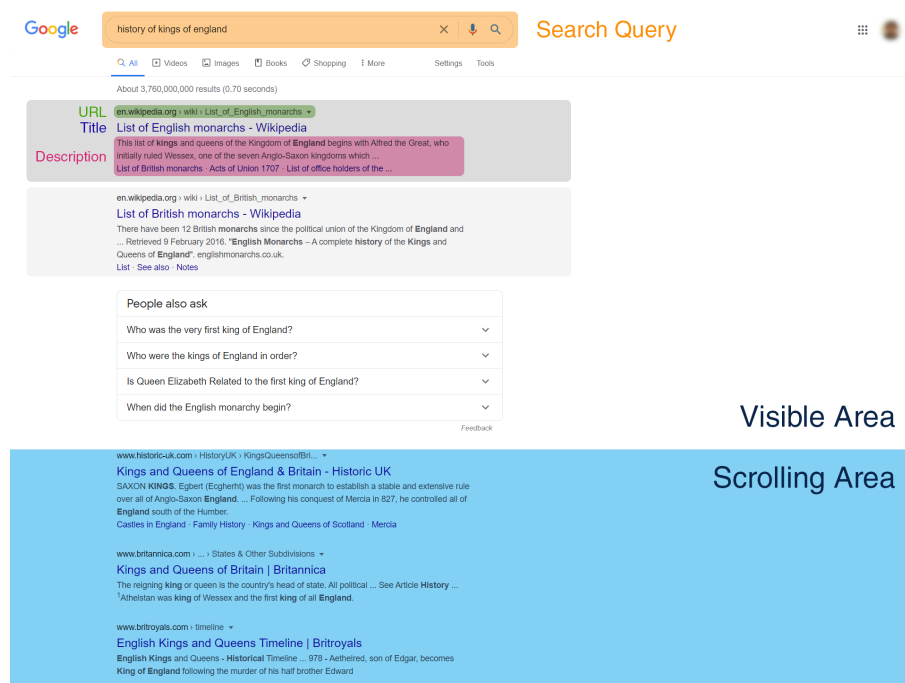 Google
history of kings of england
Search Query
All Videos Images Books Shopping More Settings Tools
About 3,760,000,000 results (0.70 seconds)
URL
en.wikipedia.org › wiki › List_of_English_monarchs
Title
List of English monarchs - Wikipedia
Description
This list of kings and queens of the Kingdom of England begins with Alfred the Great, who
initially ruled Wessex, one of the seven Anglo-Saxon kingdoms which ...
List of British monarchs · Acts of Union 1707 · List of office holders of the ...
en.wikipedia.org › wiki › List_of_British_monarchs
List of British monarchs - Wikipedia
There have been 12 British monarchs since the political union of the Kingdom of England and
... Retrieved 9 February 2016. "English Monarchs – A complete history of the Kings and
Queens of England". englishmonarchs.co.uk.
List · See also · Notes
People also ask
Who was the very first king of England?
Who were the kings of England in order?
Is Queen Elizabeth Related to the first king of England?
When did the English monarchy begin?
Feedback
Visible Area
Scrolling Area
www.historic-uk.com › HistoryUK › KingsQueensofBri...
Kings and Queens of England & Britain - Historic UK
SAXON KINGS. Egbert (Ecgherht) was the first monarch to establish a stable and extensive rule
over all of Anglo-Saxon England. ... Following his conquest of Mercia in 827, he controlled all of
England south of the Humber.
Castles in England · Family History · Kings and Queens of Scotland · Mercia
www.britannica.com › ... › States & Other Subdivisions
Kings and Queens of Britain | Britannica
The reigning king or queen is the country's head of state. All political ... See Article History ...
¹Athelstan was king of Wessex and the first king of all England.
www.britroyals.com › timeline
English Kings and Queens Timeline | Britroyals
English Kings and Queens - Historical Timeline ... 978 - Aetheired, son of Edgar, becomes
King of England following the murder of his half brother Edward